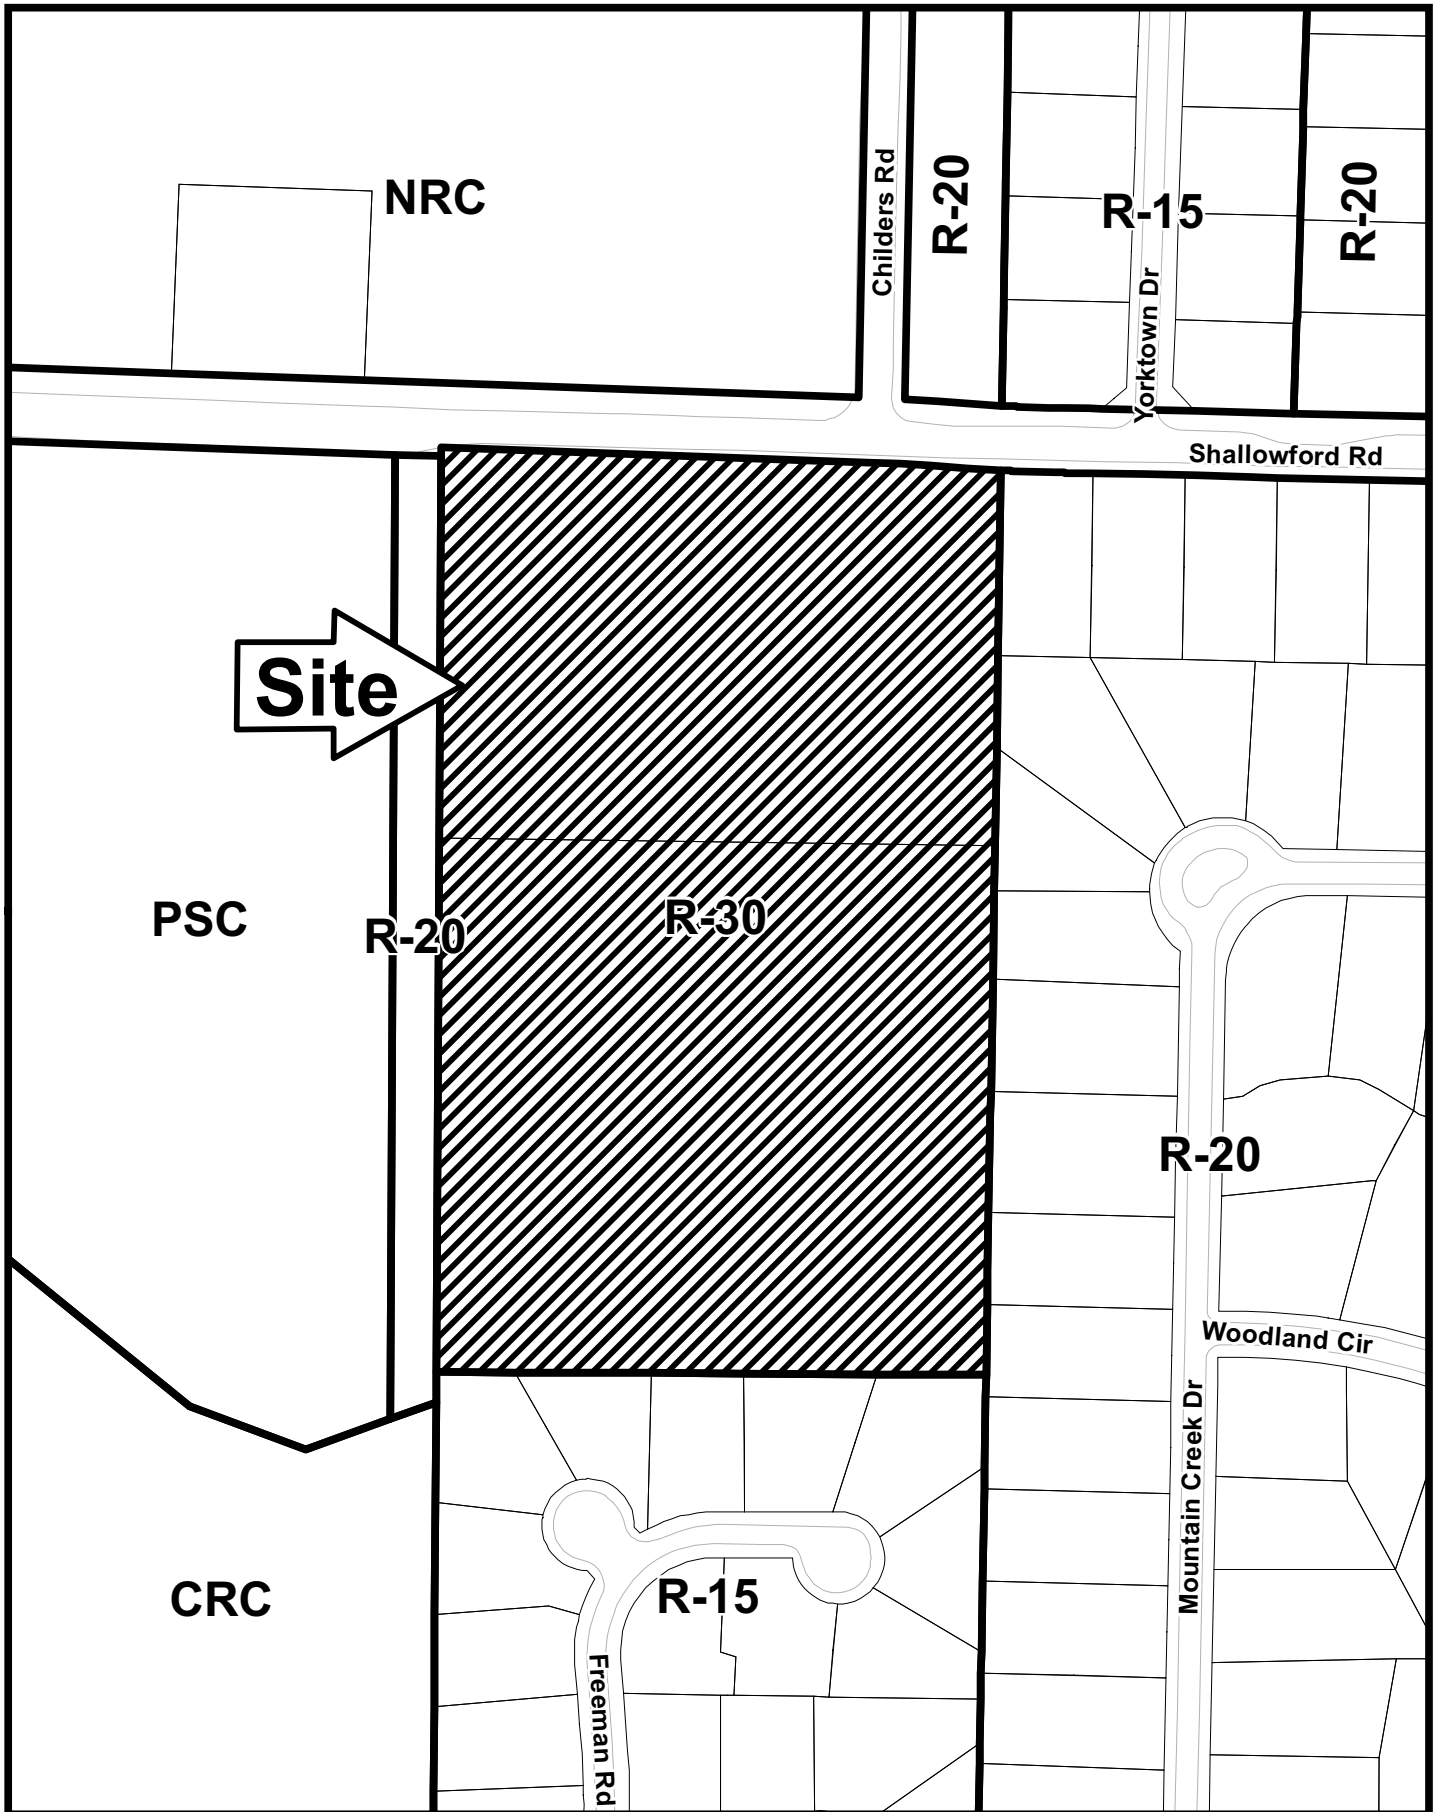 NRC
Childers Rd
R-20
R-15
R-20
Yorktown Dr
Shallowford Rd
Site
PSC
R-20
R-30
R-20
Woodland Cir
Mountain Creek Dr
CRC
R-15
Freeman Rd